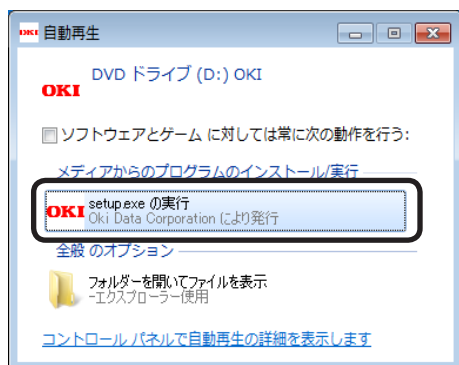 OKI 自動再生
DVD ドライブ (D:) OKI
OKI
ソフトウェアとゲーム に対しては常に次の動作を行う:
メディアからのプログラムのインストール/実行
OKI setup.exe の実行
Oki Data Corporation により発行
全般 のオプション
フォルダーを開いてファイルを表示
-エクスプローラー使用
コントロール パネルで自動再生の詳細を表示します